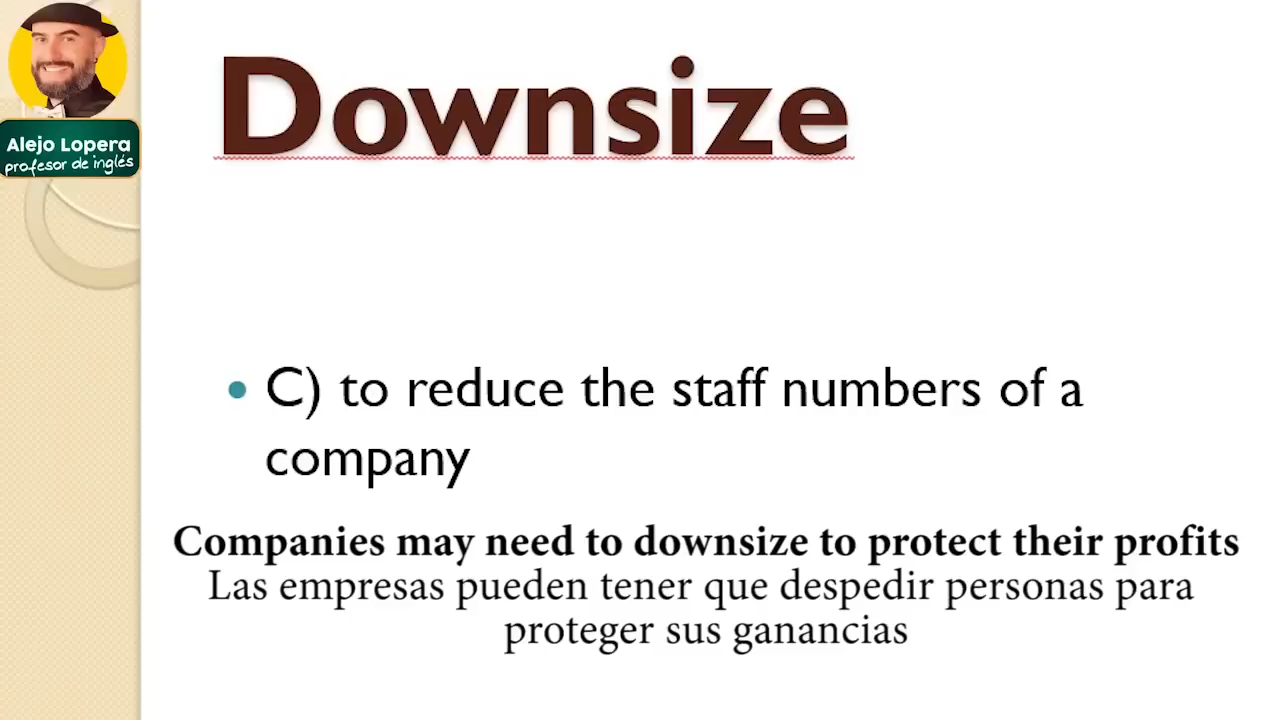 Downsize
Alejo Lopera
profesor de inglés
• C) to reduce the staff numbers of a
company
Companies may need to downsize to protect their profits
Las empresas pueden tener que despedir personas para
proteger sus ganancias